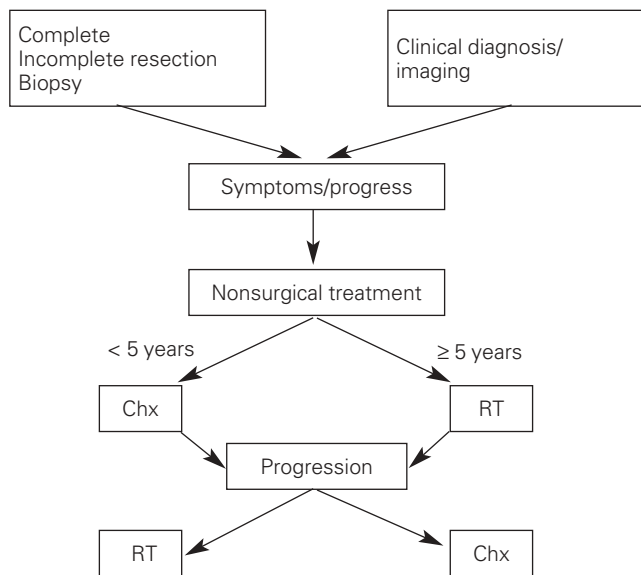 Complete
Incomplete resection
Biopsy
Clinical diagnosis/
imaging
Symptoms/progress
Nonsurgical treatment
< 5 years
≥ 5 years
Chx
RT
Progression
RT
Chx